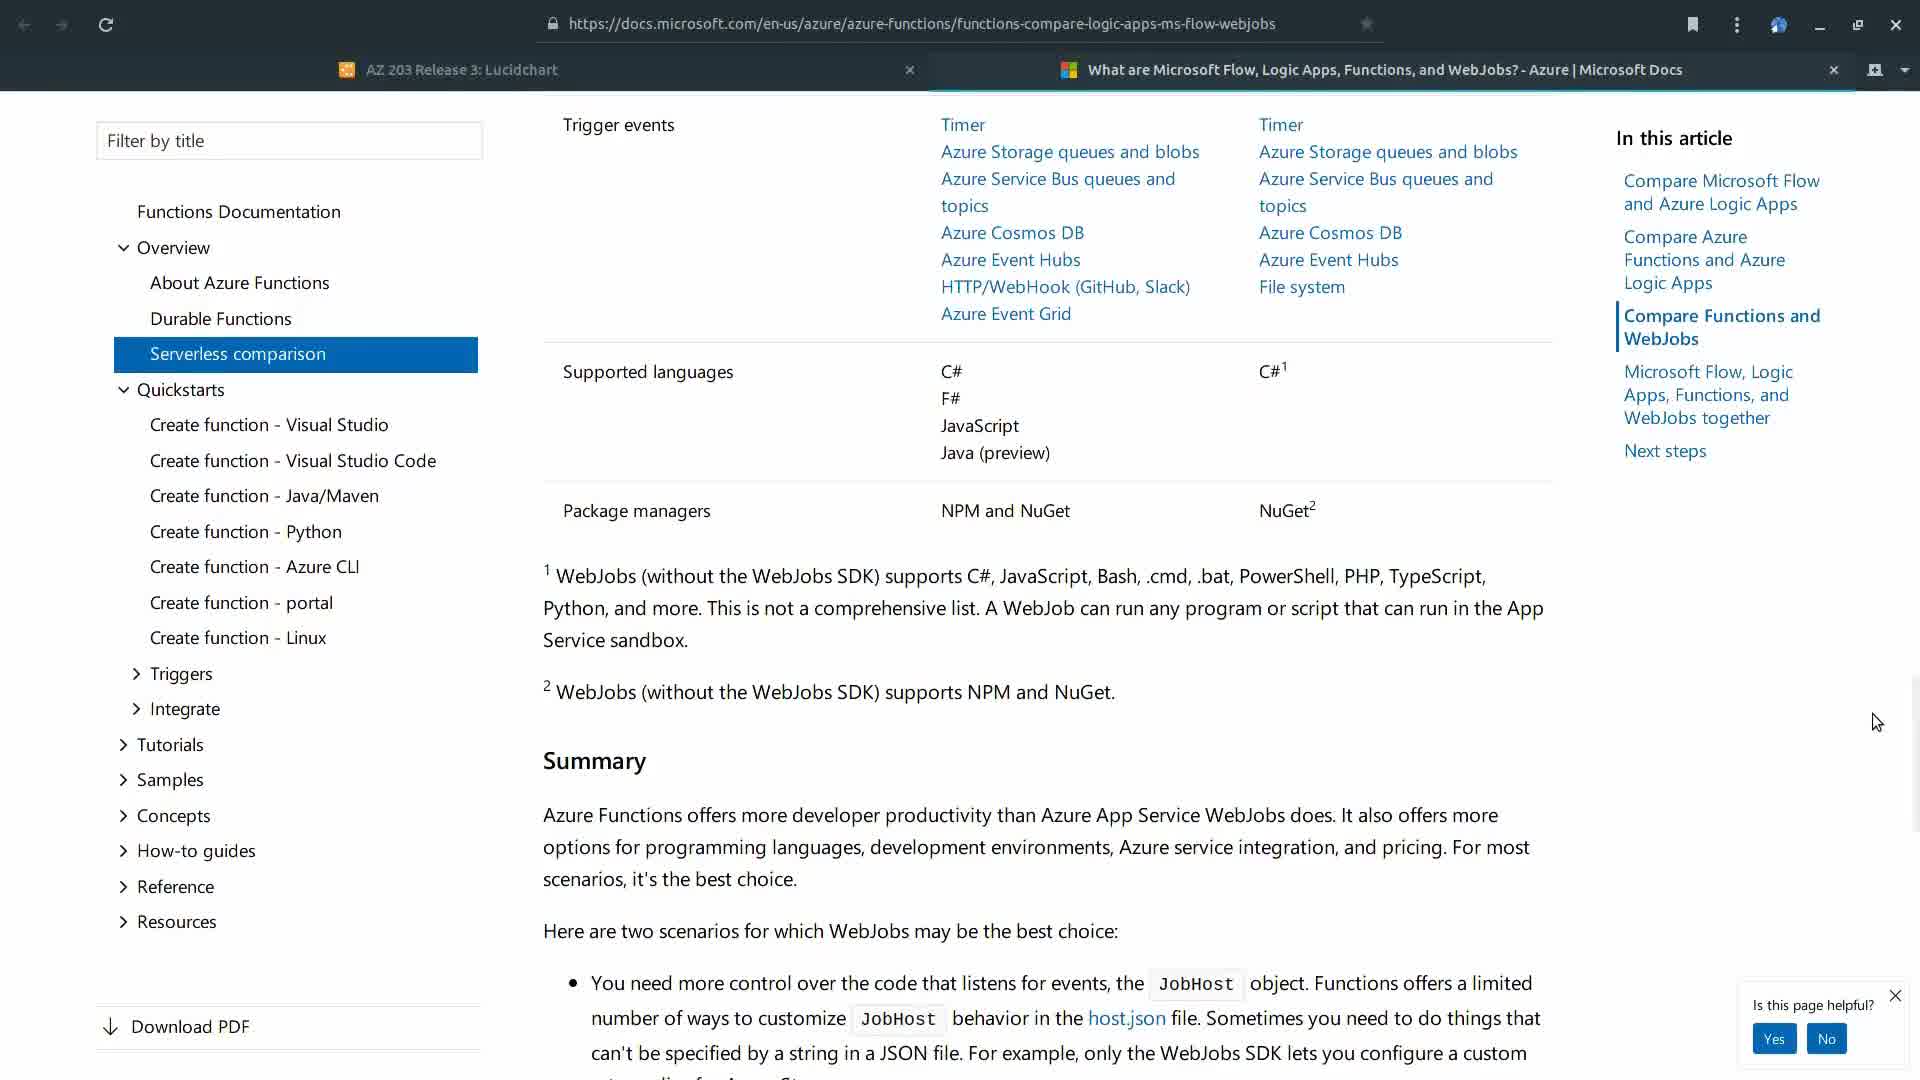 https://docs.microsoft.com/en-us/azure/azure-functions/functions-compare-logic-apps-ms-flow-webjobs
AZ 203 Release 3: Lucidchart
What are Microsoft Flow, Logic Apps, Functions, and WebJobs? - Azure | Microsoft Docs
Filter by title
Functions Documentation
Overview
About Azure Functions
Durable Functions
Serverless comparison
Quickstarts
Create function - Visual Studio
Create function - Visual Studio Code
Create function - Java/Maven
Create function - Python
Create function - Azure CLI
Create function - portal
Create function - Linux
Triggers
Integrate
Tutorials
Samples
Concepts
How-to guides
Reference
Resources
Download PDF
Trigger events
Timer
Azure Storage queues and blobs
Azure Service Bus queues and
topics
Azure Cosmos DB
Azure Event Hubs
HTTP/WebHook (GitHub, Slack)
Azure Event Grid
Timer
Azure Storage queues and blobs
Azure Service Bus queues and
topics
Azure Cosmos DB
Azure Event Hubs
File system
Supported languages
C#
F#
JavaScript
Java (preview)
C#1
Package managers
NPM and NuGet
NuGet2
1 WebJobs (without the WebJobs SDK) supports C#, JavaScript, Bash, .cmd, .bat, PowerShell, PHP, TypeScript,
Python, and more. This is not a comprehensive list. A WebJob can run any program or script that can run in the App
Service sandbox.
2 WebJobs (without the WebJobs SDK) supports NPM and NuGet.
Summary
Azure Functions offers more developer productivity than Azure App Service WebJobs does. It also offers more
options for programming languages, development environments, Azure service integration, and pricing. For most
scenarios, it's the best choice.
Here are two scenarios for which WebJobs may be the best choice:
• You need more control over the code that listens for events, the JobHost object. Functions offers a limited
number of ways to customize JobHost behavior in the host.json file. Sometimes you need to do things that
can't be specified by a string in a JSON file. For example, only the WebJobs SDK lets you configure a custom
In this article
Compare Microsoft Flow
and Azure Logic Apps
Compare Azure
Functions and Azure
Logic Apps
Compare Functions and
WebJobs
Microsoft Flow, Logic
Apps, Functions, and
WebJobs together
Next steps
Is this page helpful?
Yes
No